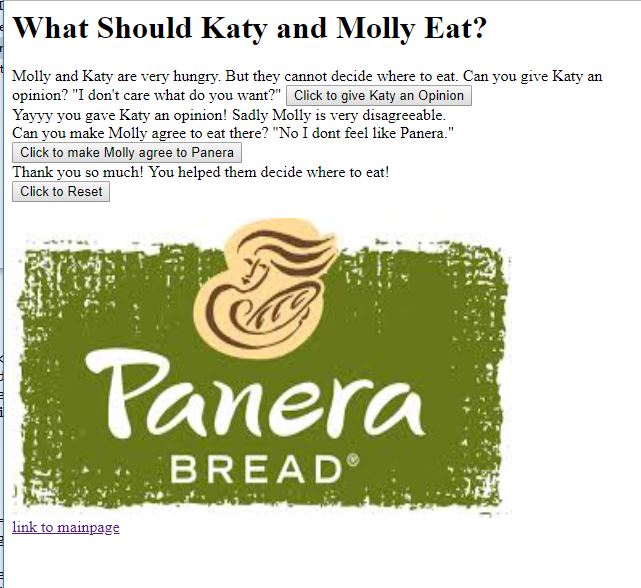 What Should Katy and Molly Eat?
Molly and Katy are very hungry. But they cannot decide where to eat. Can you give Katy an
opinion? "I don't care what do you want?" Click to give Katy an Opinion
Yayyy you gave Katy an opinion! Sadly Molly is very disagreeable.
Can you make Molly agree to eat there? "No I dont feel like Panera."
Click to make Molly agree to Panera
Thank you so much! You helped them decide where to eat!
Click to Reset
Panera
BREAD®
link to mainpage